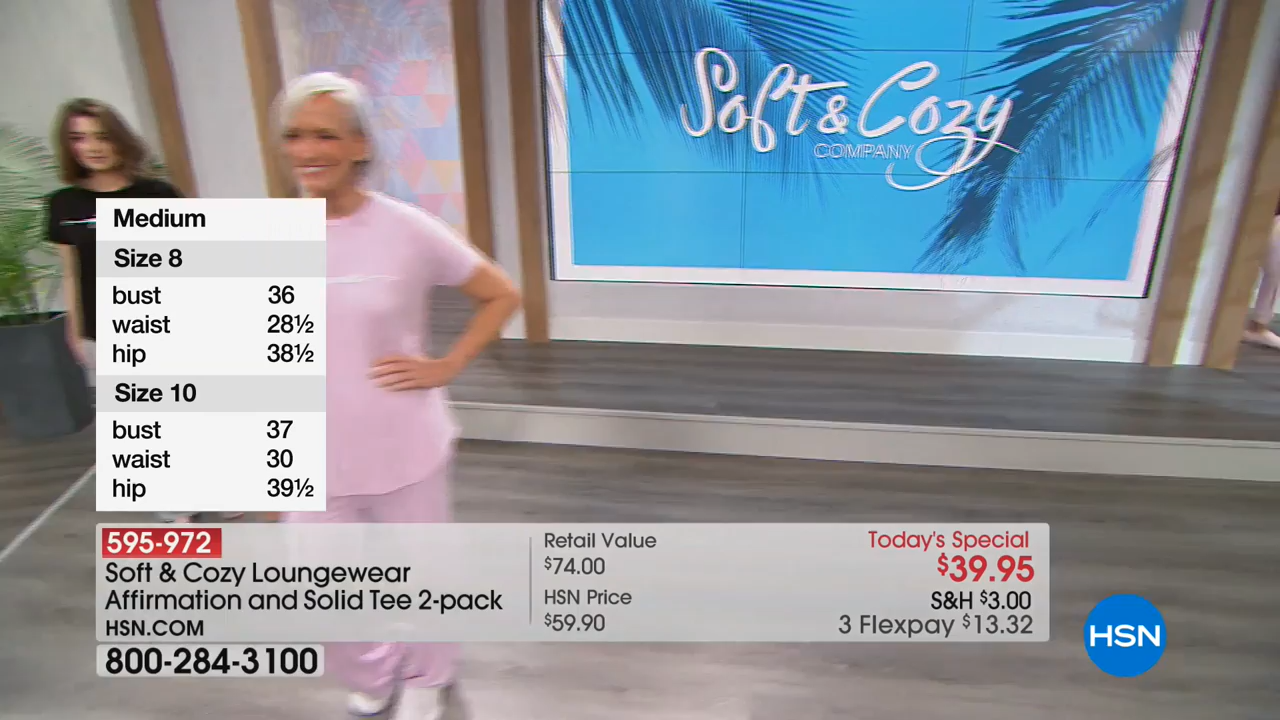 Soft & Cozy
COMPANY
Medium
Size 8
bust 36
waist 28½
hip 38½
Size 10
bust 37
waist 30
hip 39½
595-972
Soft & Cozy Loungewear
Affirmation and Solid Tee 2-pack
HSN.COM
800-284-3100
Retail Value
$74.00
HSN Price
$59.90
Today's Special
$39.95
S&H $3.00
3 Flexpay $13.32
HSN